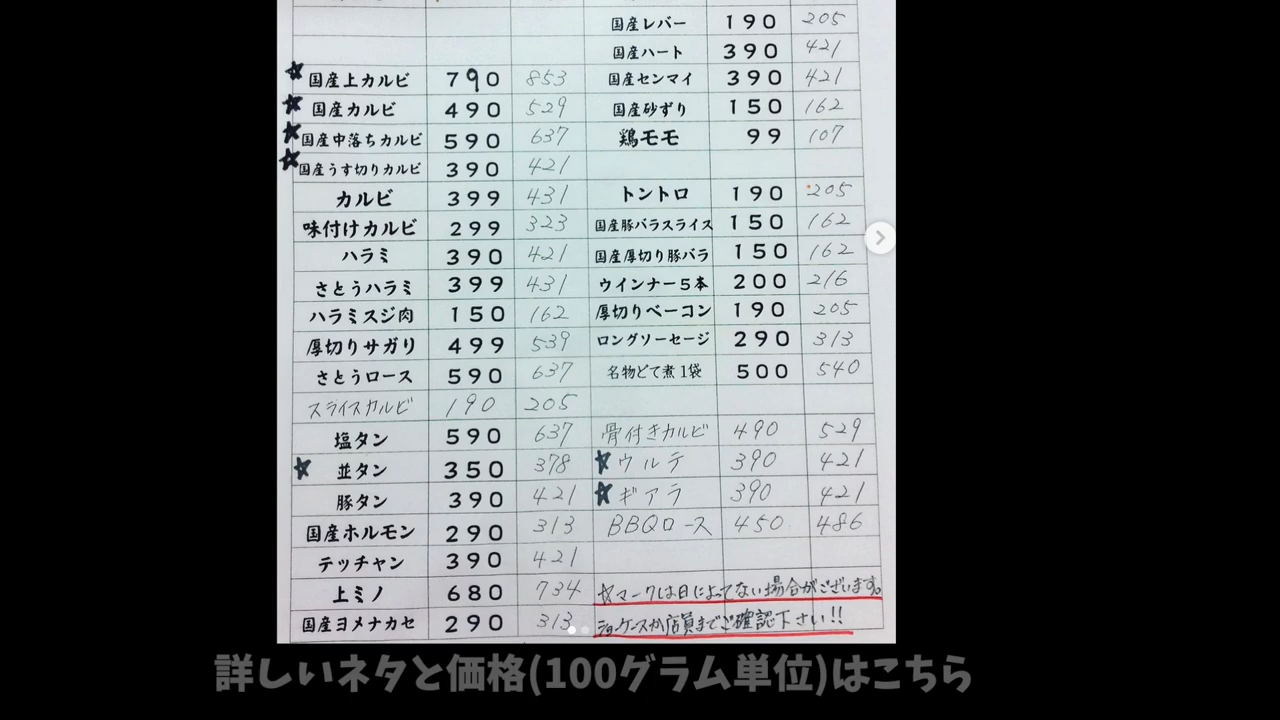 ★ 国産上カルビ 790 853
★ 国産カルビ 490 529
★ 国産中落ちカルビ 590 637
★ 国産うす切りカルビ 390 421
カルビ 399 431
味付けカルビ 299 323
ハラミ 390 421
さとうハラミ 399 431
ハラミスジ肉 150 162
厚切りサガリ 499 539
さとうロース 590 637
スライスカルビ 190 205
塩タン 590 637
★ 並タン 350 378
豚タン 390 421
国産ホルモン 290 313
テッチャン 390 421
上ミノ 680 734
国産ヨメナカセ 290 313
国産レバー 190 205
国産ハート 390 421
国産センマイ 390 421
国産砂ずり 150 162
鶏モモ 99 107
トントロ 190 205
国産豚バラスライス 150 162
国産厚切り豚バラ 150 162
ウインナー5本 200 216
厚切りベーコン 190 205
ロングソーセージ 290 313
名物どて煮1袋 500 540
骨付きカルビ 490 529
★ ウルテ 390 421
★ ギアラ 390 421
BBQロース 450 486
☆マークは日によってない場合がございます。
ショーケースか店員までご確認下さい!!
詳しいネタと価格(100グラム単位)はこちら